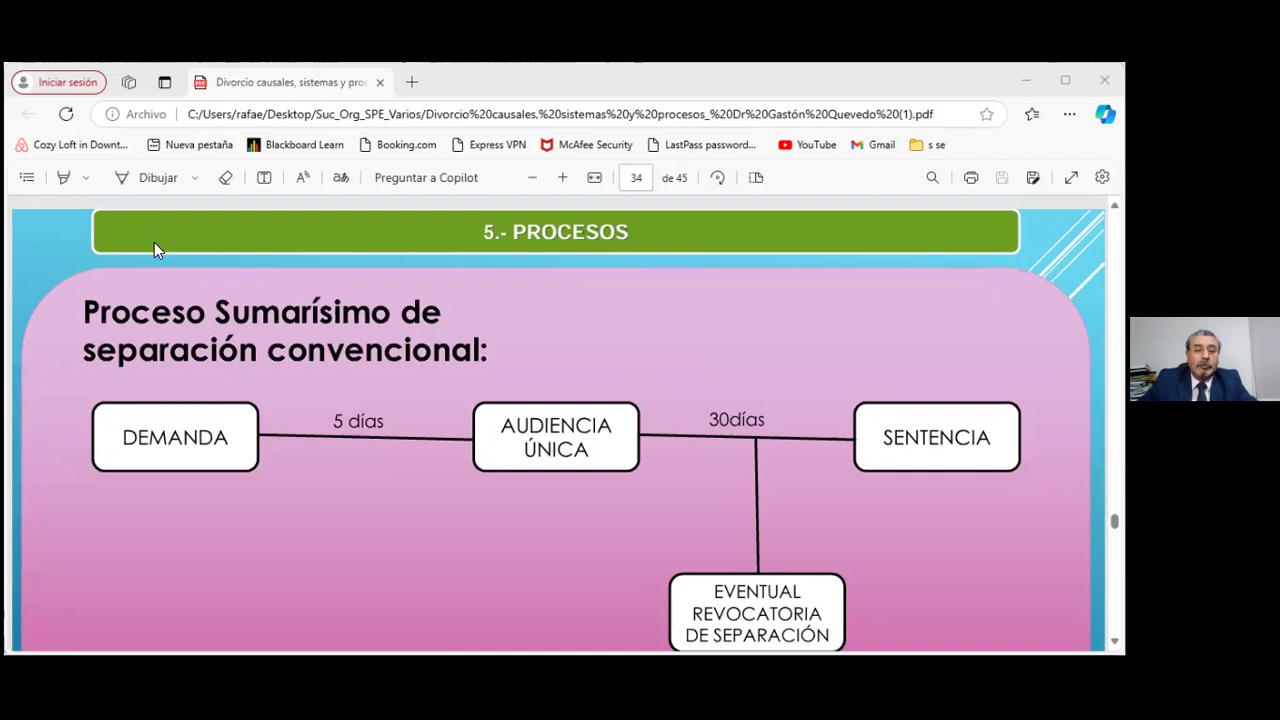 Iniciar sesión
Divorcio causales, sistemas y proc
Archivo
C:/Users/rafae/Desktop/Suc_Org_SPE_Varios/Divorcio%20causales,%20sistemas%20y%20procesos_%20Dr%20Gastón%20Quevedo%20(1).pdf
Cozy Loft in Downt...
Nueva pestaña
Blackboard Learn
Booking.com
Express VPN
McAfee Security
LastPass password...
YouTube
Gmail
s se
Dibujar
Preguntar a Copilot
34
de 45
5.- PROCESOS
Proceso Sumarísimo de
separación convencional:
DEMANDA
5 días
AUDIENCIA
ÚNICA
30días
SENTENCIA
EVENTUAL
REVOCATORIA
DE SEPARACIÓN